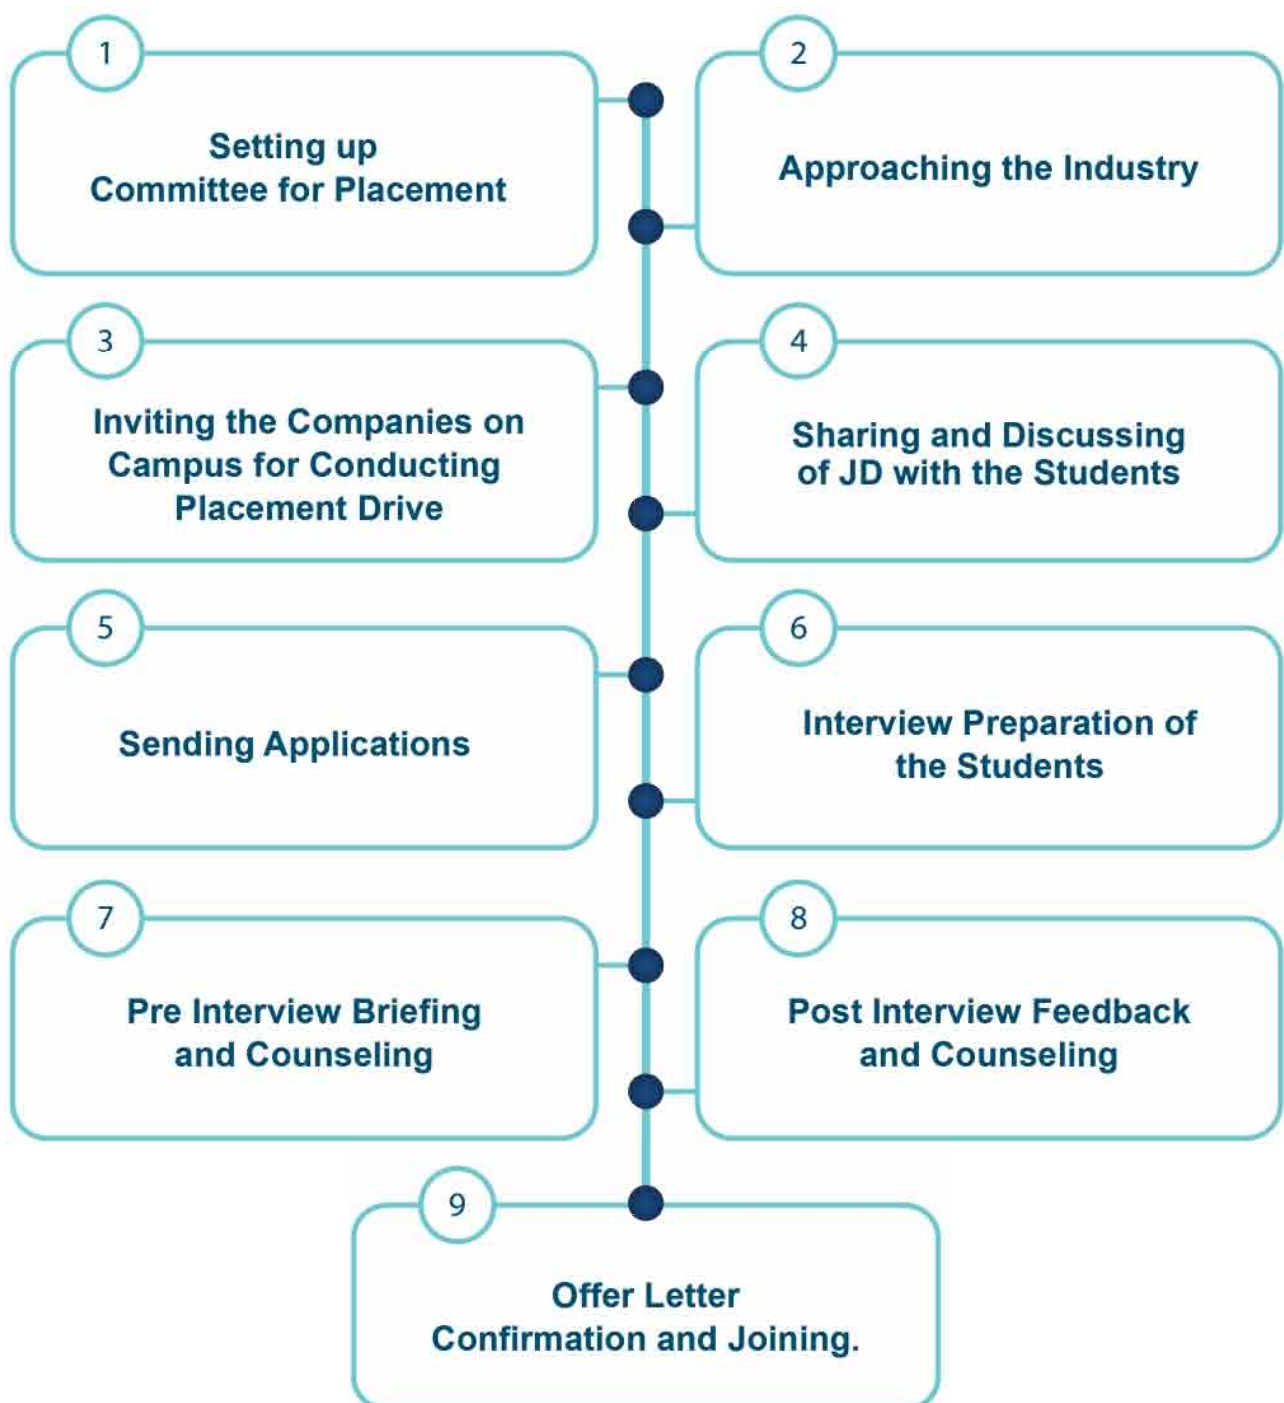 1
Setting up
Committee for Placement
2
Approaching the Industry
3
Inviting the Companies on
Campus for Conducting
Placement Drive
4
Sharing and Discussing
of JD with the Students
5
Sending Applications
6
Interview Preparation of
the Students
7
Pre Interview Briefing
and Counseling
8
Post Interview Feedback
and Counseling
9
Offer Letter
Confirmation and Joining.